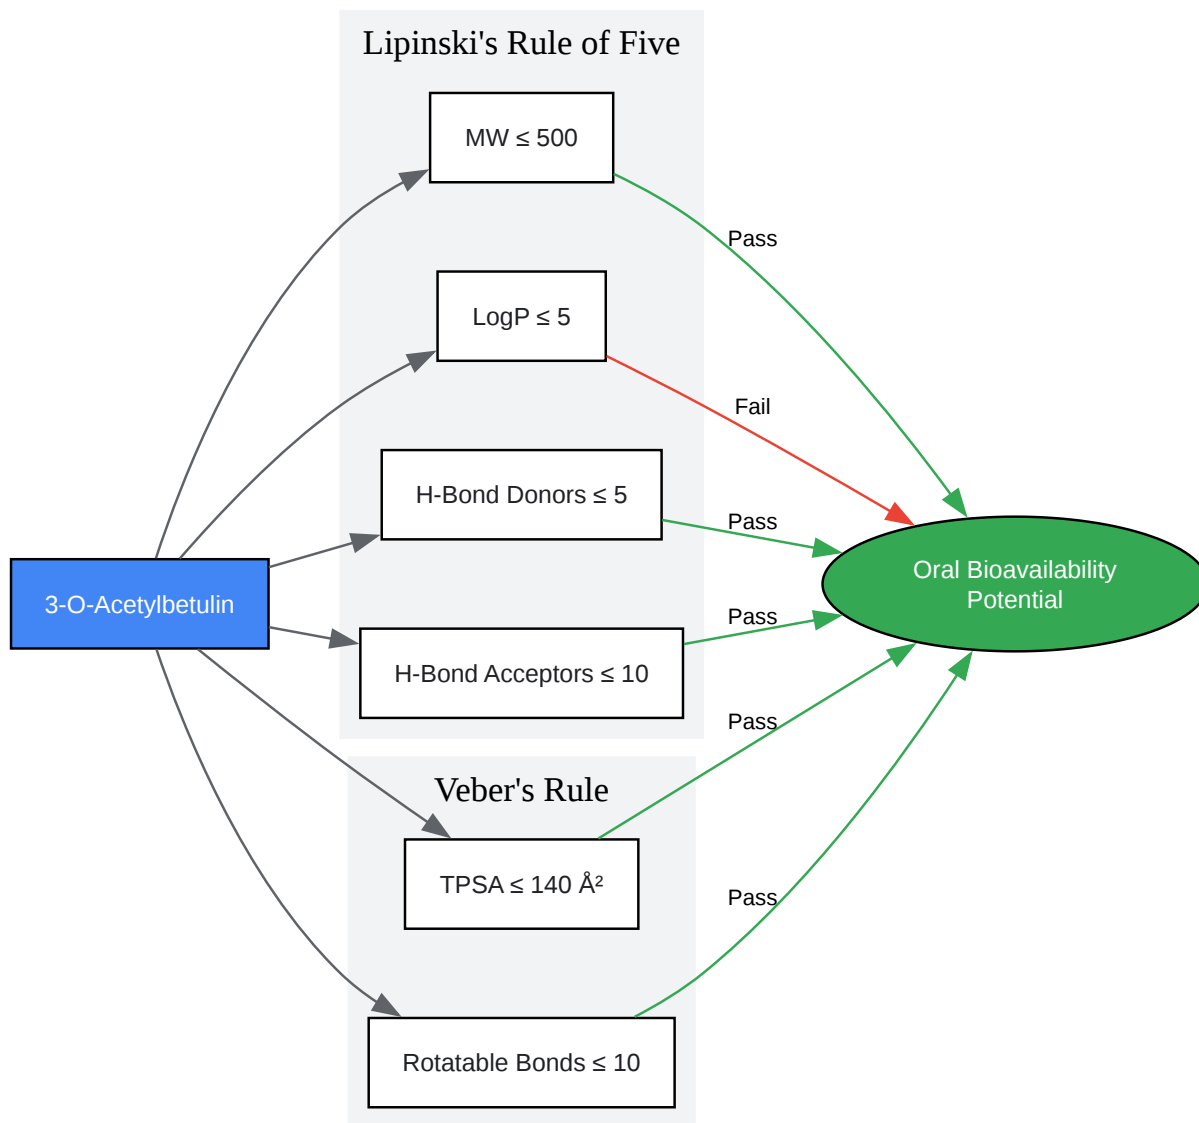 Lipinski's Rule of Five
MW ≤ 500
Pass
LogP ≤ 5
Fail
H-Bond Donors ≤ 5
Pass
3-O-Acetylbetulin
Oral Bioavailability
Potential
H-Bond Acceptors ≤ 10
Pass
Pass
Veber's Rule
TPSA ≤ 140 Å²
Pass
Rotatable Bonds ≤ 10